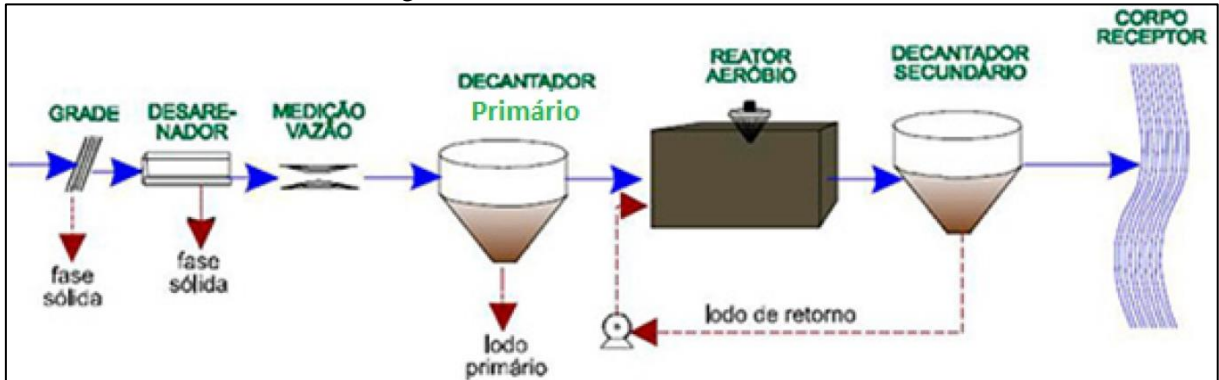 GRADE
DESARE-
NADOR
MEDIÇÃO
VAZÃO
DECANTADOR
Primário
REATOR
AERÓBIO
DECANTADOR
SECUNDÁRIO
CORPO
RECEPTOR
fase
sólida
fase
sólida
lodo
primário
lodo de retorno